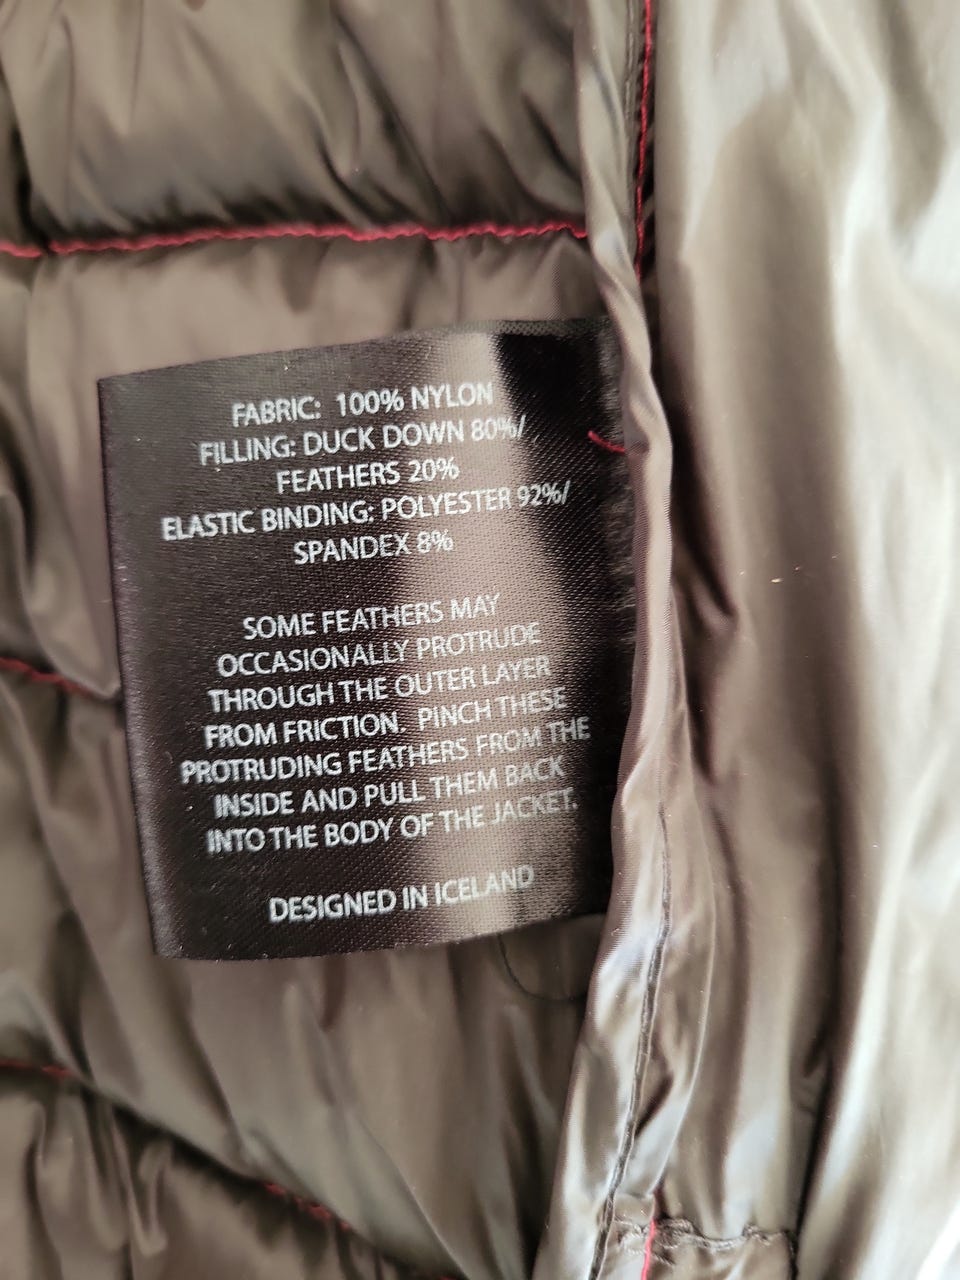 FABRIC: 100% NYLON
FILLING: DUCK DOWN 80%/
FEATHERS 20%
ELASTIC BINDING: POLYESTER 92%/
SPANDEX 8%
SOME FEATHERS MAY
OCCASIONALLY PROTRUDE
THROUGH THE OUTER LAYER
FROM FRICTION. PINCH THESE
PROTRUDING FEATHERS FROM THE
INSIDE AND PULL THEM BACK
INTO THE BODY OF THE JACKET.
DESIGNED IN ICELAND